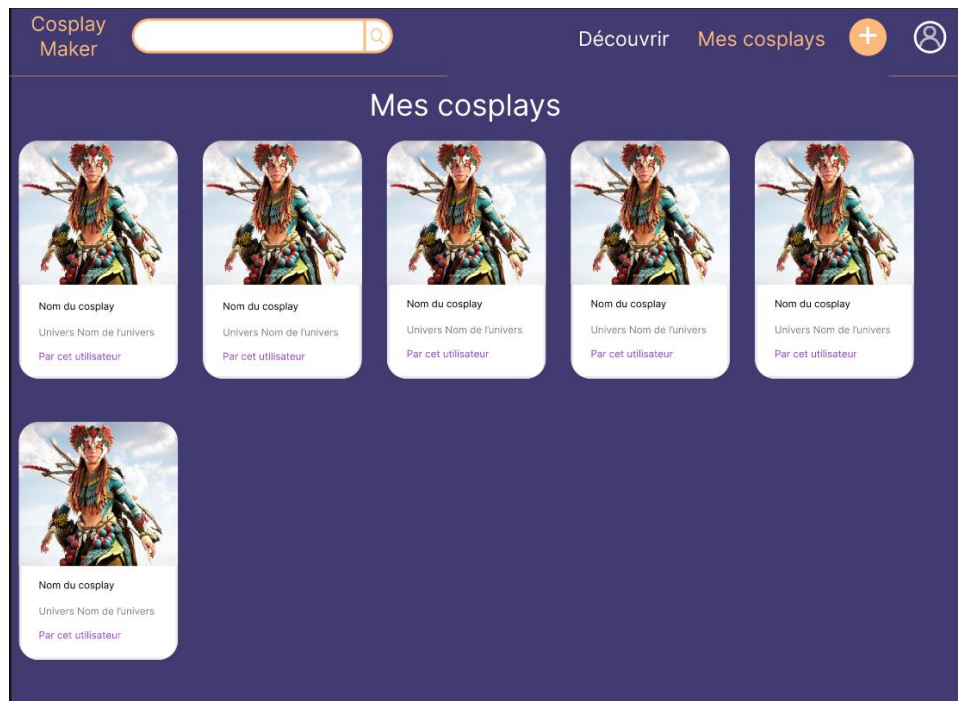 Cosplay
Maker
Découvrir
Mes cosplays
Mes cosplays
Nom du cosplay
Univers Nom de l'univers
Par cet utilisateur
Nom du cosplay
Univers Nom de l'univers
Par cet utilisateur
Nom du cosplay
Univers Nom de l'univers
Par cet utilisateur
Nom du cosplay
Univers Nom de l'univers
Par cet utilisateur
Nom du cosplay
Univers Nom de l'univers
Par cet utilisateur
Nom du cosplay
Univers Nom de l'univers
Par cet utilisateur